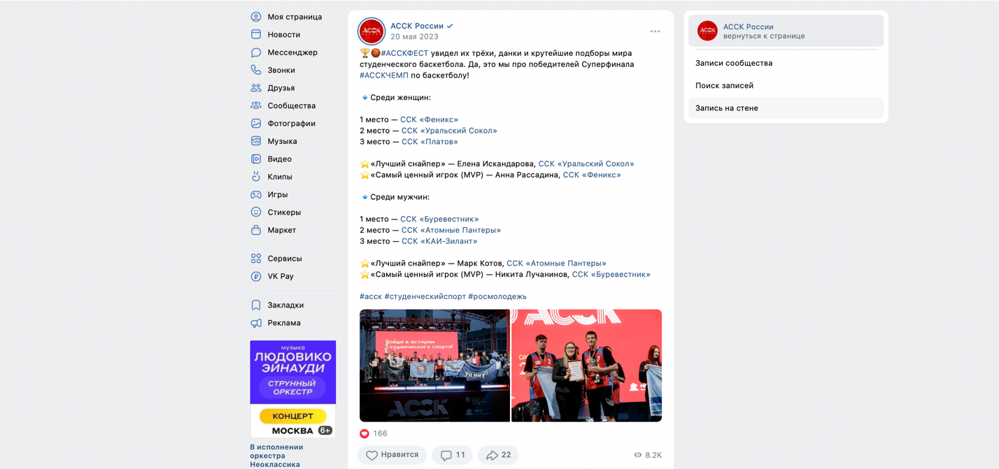 Моя страница
Новости
Мессенджер
Звонки
Друзья
Сообщества
Фотографии
Музыка
Видео
Клипы
Игры
Стикеры
Маркет
Сервисы
VK Pay
Закладки
Реклама
музыка
ЛЮДОВИКО
ЭЙНАУДИ
СТРУННЫЙ
ОРКЕСТР
КОНЦЕРТ
МОСКВА 6+
В исполнении
оркестра
Неоклассика
АССК
АССК России
20 мая 2023
🏆🏀#АССКФЕСТ увидел их трёхи, данки и крутейшие подборы мира
студенческого баскетбола. Да, это мы про победителей Суперфинала
#АССКЧЕМП по баскетболу!
🔹Среди женщин:
1 место — ССК «Феникс»
2 место — ССК «Уральский Сокол»
3 место — ССК «Платов»
⭐«Лучший снайпер» — Елена Искандарова, ССК «Уральский Сокол»
⭐«Самый ценный игрок (MVP) — Анна Рассадина, ССК «Феникс»
🔹Среди мужчин:
1 место — ССК «Буревестник»
2 место — ССК «Атомные Пантеры»
3 место — ССК «КАИ-Зилант»
⭐«Лучший снайпер» — Марк Котов, ССК «Атомные Пантеры»
⭐«Самый ценный игрок (MVP) — Никита Лучанинов, ССК «Буревестник»
#асск #студенческийспорт #росмолодежь
Войди в историю
студенческого спорта!
ZILANT
АССК
МГУ
АССК
2
7
166
Нравится
11
22
8.2K
АССК
АССК России
вернуться к странице
Записи сообщества
Поиск записей
Запись на стене